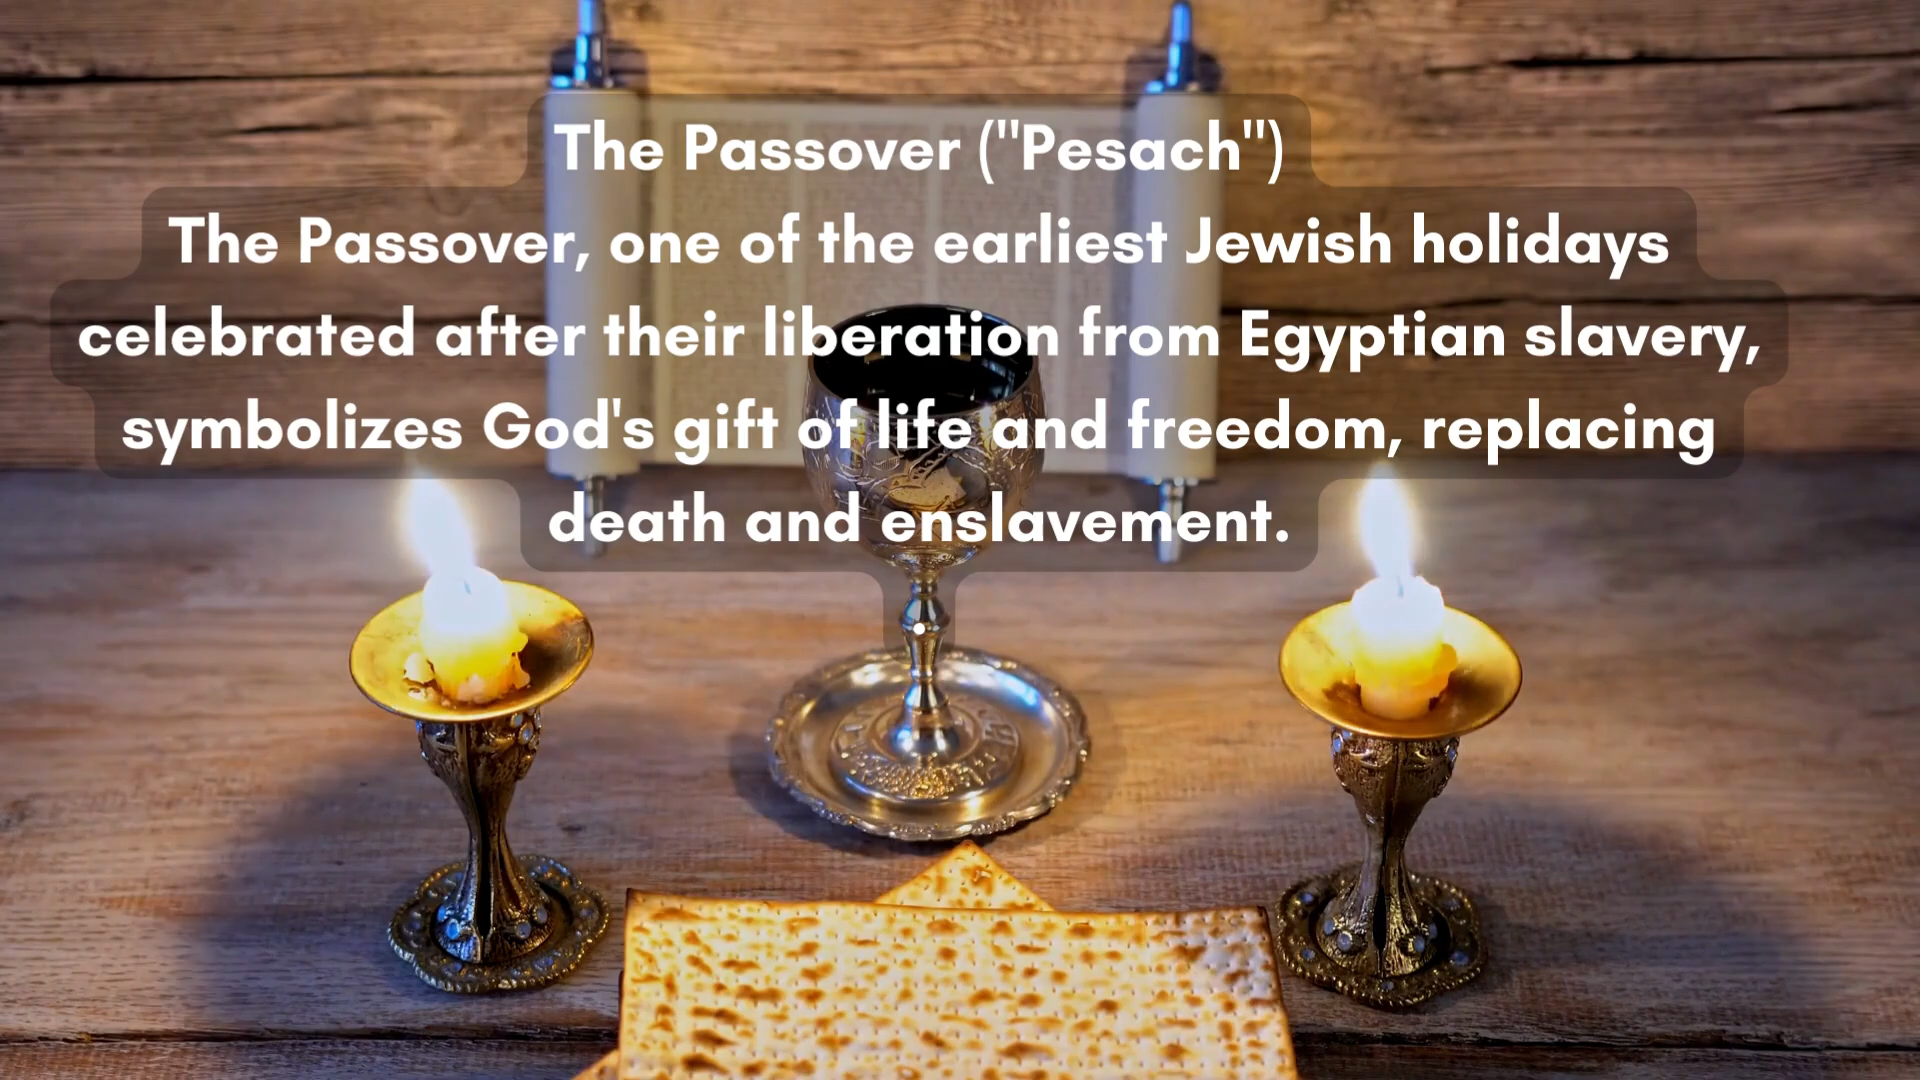 The Passover ("Pesach")
The Passover, one of the earliest Jewish holidays
celebrated after their liberation from Egyptian slavery,
symbolizes God's gift of life and freedom, replacing
death and enslavement.
.